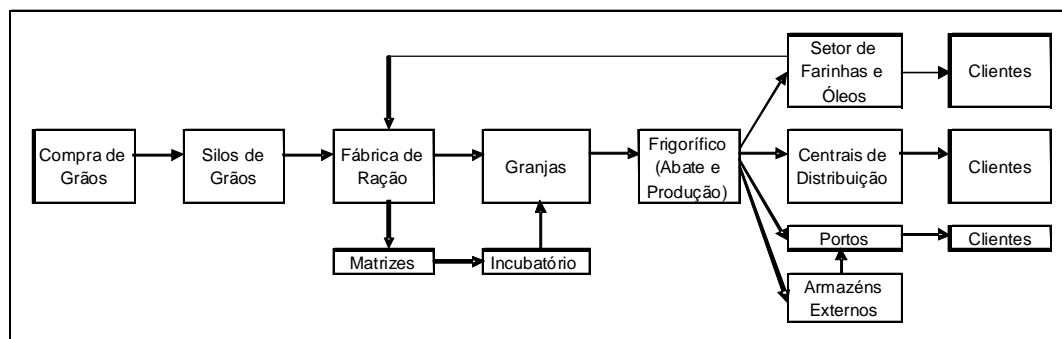 Setor de
Farinhas e
Óleos
Clientes
Compra de
Grãos
Silos de
Grãos
Fábrica de
Ração
Granjas
Frigorífico
(Abate e
Produção)
Centrais de
Distribuição
Clientes
Matrizes
Incubatório
Portos
Clientes
Armazéns
Externos